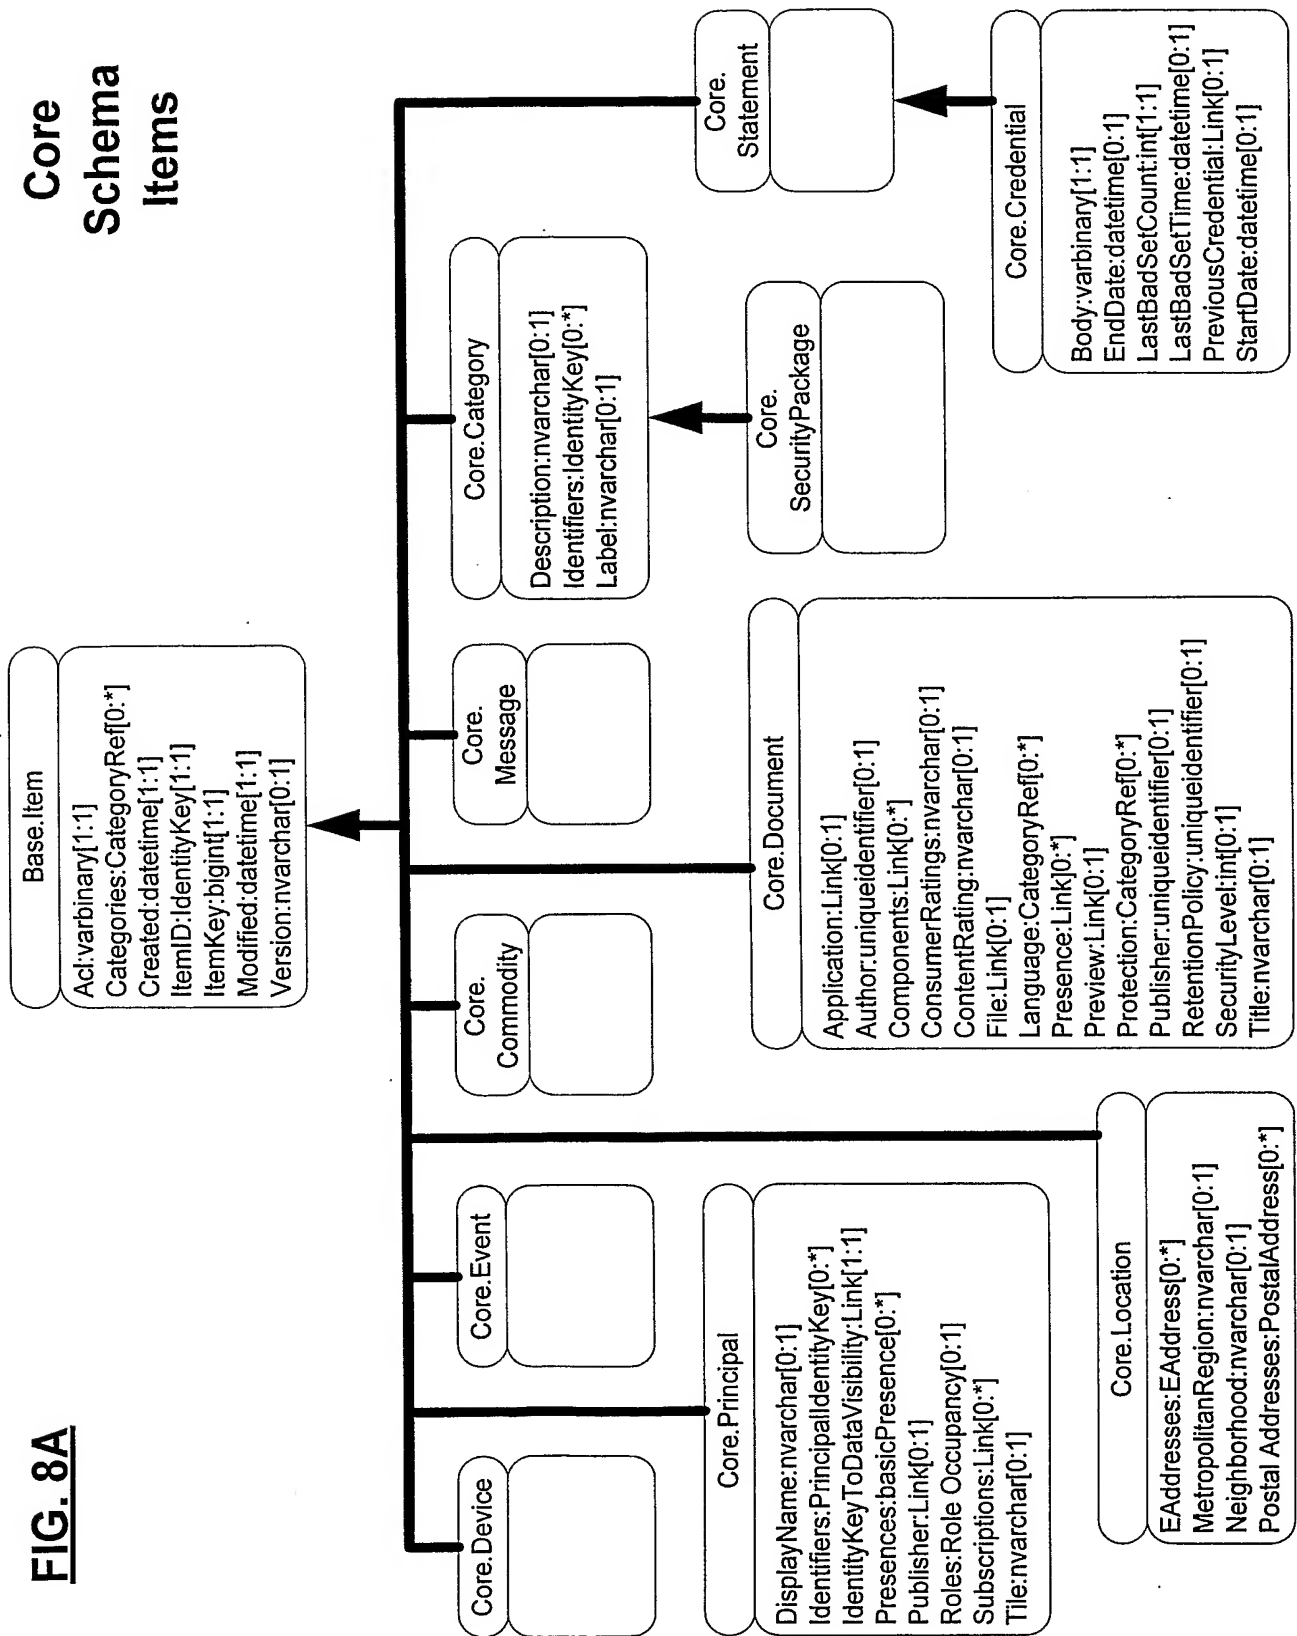 FIG. 8A
Core
Schema
Items
Base.Item
Acl:varbinary[1:1]
Categories:CategoryRef[0:*]
Created:datetime[1:1]
ItemID:IdentityKey[1:1]
ItemKey:bigint[1:1]
Modified:datetime[1:1]
Version:nvarchar[0:1]
Core.Device
Core.Event
Core.
Commodity
Core.
Message
Core.Category
Description:nvarchar[0:1]
Identifiers:IdentityKey[0:*]
Label:nvarchar[0:1]
Core.
Statement
Core.Principal
DisplayName:nvarchar[0:1]
Identifiers:PrincipalIdentityKey[0:*]
IdentityKeyToDataVisibility:Link[1:1]
Presences:basicPresence[0:*]
Publisher:Link[0:1]
Roles:Role Occupancy[0:1]
Subscriptions:Link[0:*]
Tile:nvarchar[0:1]
Core.Document
Application:Link[0:1]
Author:uniqueidentifier[0:1]
Components:Link[0:*]
ConsumerRatings:nvarchar[0:1]
ContentRating:nvarchar[0:1]
File:Link[0:1]
Language:CategoryRef[0:*]
Presence:Link[0:*]
Preview:Link[0:1]
Protection:CategoryRef[0:*]
Publisher:uniqueidentifier[0:1]
RetentionPolicy:uniqueidentifier[0:1]
SecurityLevel:int[0:1]
Title:nvarchar[0:1]
Core.
SecurityPackage
Core.Location
EAddresses:EAddress[0:*]
MetropolitanRegion:nvarchar[0:1]
Neighborhood:nvarchar[0:1]
Postal Addresses:PostalAddress[0:*]
Core.Credential
Body:varbinary[1:1]
EndDate:datetime[0:1]
LastBadSetCount:int[1:1]
LastBadSetTime:datetime[0:1]
PreviousCredential:Link[0:1]
StartDate:datetime[0:1]